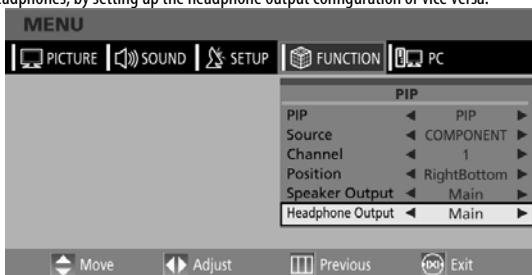 eadphones, by setting up the headphone output configuration or vice versa.
MENU
PICTURE SOUND SETUP FUNCTION PC
PIP
PIP PIP
Source COMPONENT
Channel 1
Position RightBottom
Speaker Output Main
Headphone Output Main
Move Adjust Previous Exit